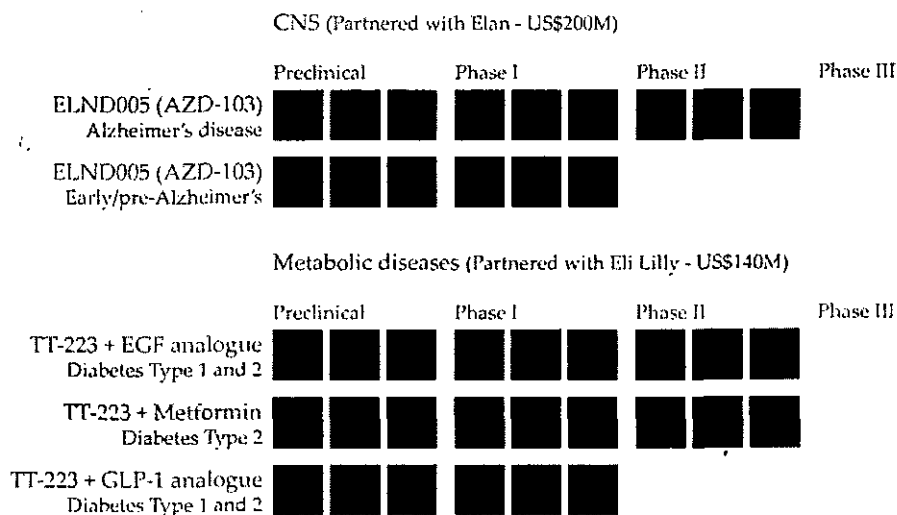 CNS (Partnered with Elan - US$200M)
Preclinical Phase I Phase II Phase III
ELND005 (AZD-103)
Alzheimer's disease
ELND005 (AZD-103)
Early/pre-Alzheimer's
Metabolic diseases (Partnered with Eli Lilly - US$140M)
Preclinical Phase I Phase II Phase III
TT-223 + EGF analogue
Diabetes Type 1 and 2
TT-223 + Metformin
Diabetes Type 2
TT-223 + GLP-1 analogue
Diabetes Type 1 and 2